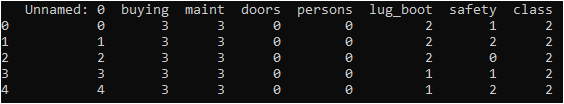 Unnamed: 0 buying maint doors persons lug_boot safety class
0 0 3 3 0 0 2 1 2
1 1 3 3 0 0 2 2 2
2 2 3 3 0 0 2 0 2
3 3 3 3 0 0 1 1 2
4 4 3 3 0 0 1 2 2